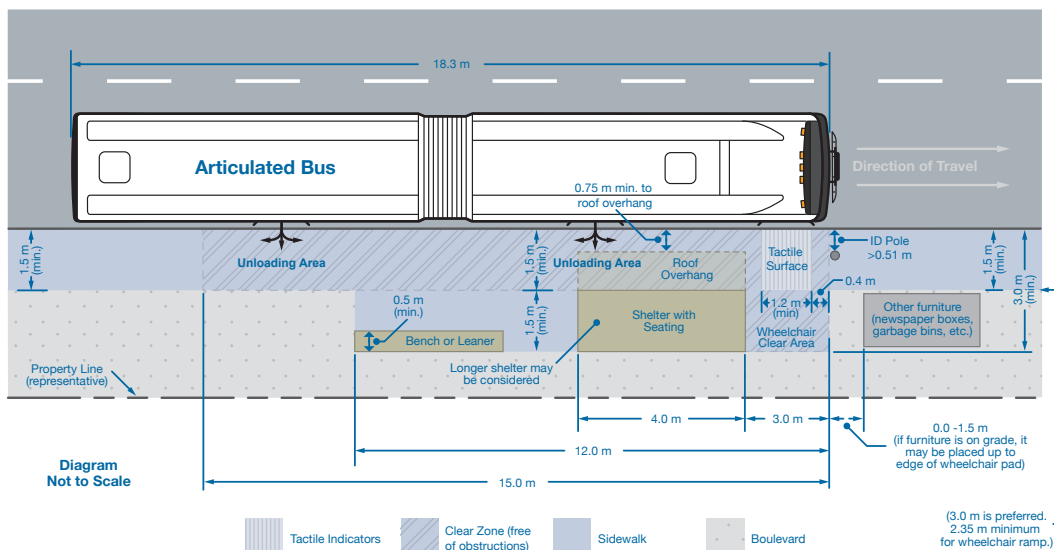 18.3 m
Articulated Bus
Direction of Travel
0.75 m min. to
roof overhang
1.5 m
(min.)
Unloading Area
1.5 m
(min.)
Unloading Area
Roof
Overhang
Tactile
Surface
ID Pole
>0.51 m
1.5 m
(min.)
3.0 m
(min.)
0.4 m
0.5 m
(min.)
Bench or Leaner
1.5 m
Shelter with
Seating
1.2 m
(min)
Wheelchair
Clear Area
Other furniture
(newspaper boxes,
garbage bins, etc.)
Property Line
(representative)
Longer shelter may
be considered
4.0 m
3.0 m
0.0 -1.5 m
(if furniture is on grade, it
may be placed up to
edge of wheelchair pad)
12.0 m
Diagram
Not to Scale
15.0 m
Tactile Indicators
Clear Zone (free
of obstructions)
Sidewalk
Boulevard
(3.0 m is preferred.
2.35 m minimum
for wheelchair ramp.)